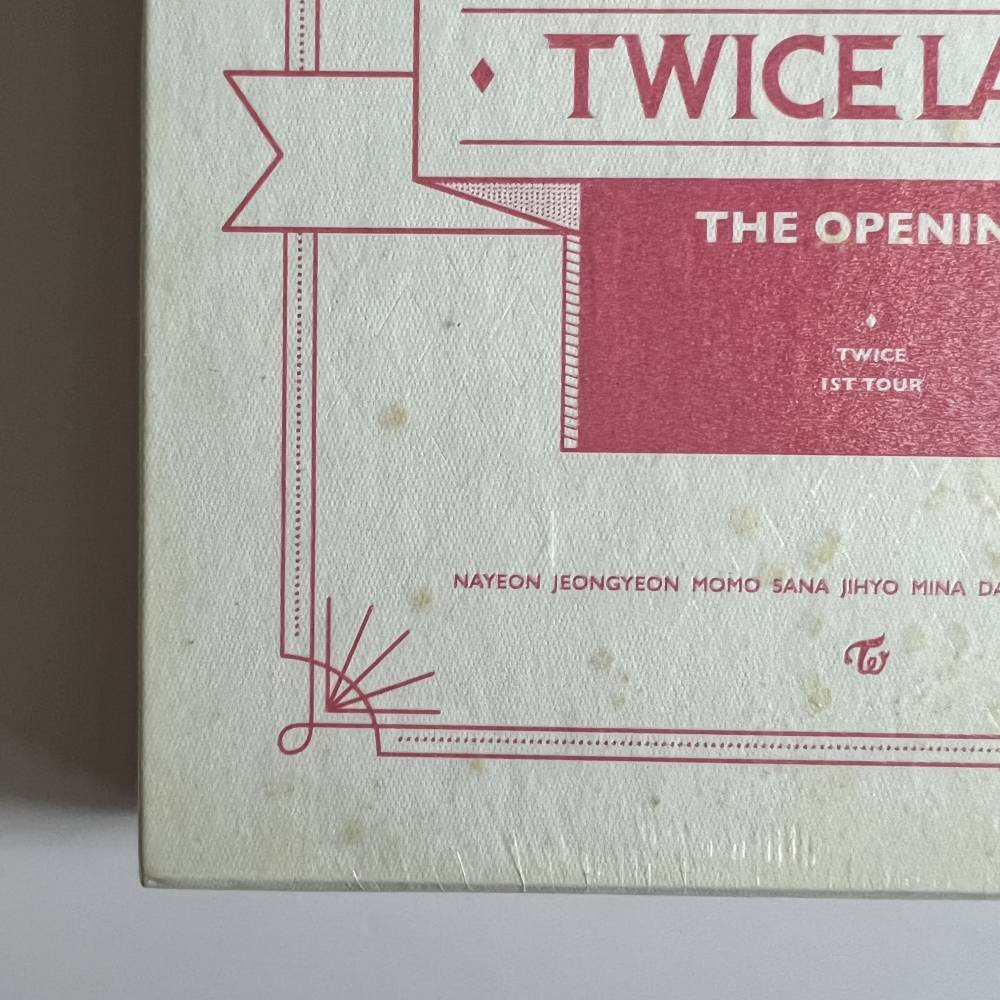 TWICE LA
THE OPENIN
TWICE
1ST TOUR
NAYEON JEONGYEON MOMO SANA JIHYO MINA DA